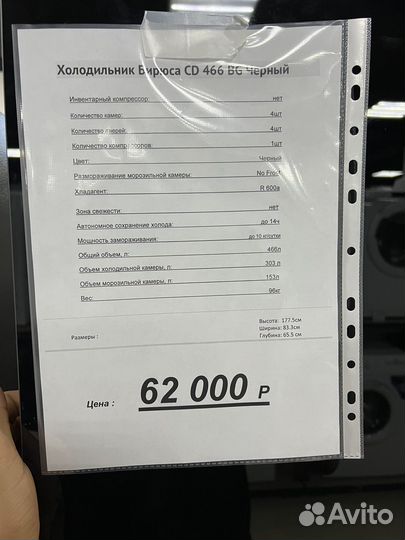 Холодильник Бирюса CD 466 BG Черный
Инвентарный компрессор: нет
Количество камер: 4шт
Количество дверей: 4шт
Количество компрессоров: 1шт
Цвет: Черный
Размораживание морозильной камеры: No Frost
Хладагент: R 600a
Зона свежести: нет
Автономное сохранение холода: до 14ч
Мощность замораживания: до 10 кг/сутки
Общий объем, л: 466л
Объем холодильной камеры, л: 303 л
Объем морозильной камеры, л: 153л
Вес: 96кг
Высота: 177.5см
Размеры : Ширина: 83.3см
Глубина: 65.5 см
Цена : 62 000 Р
Avito